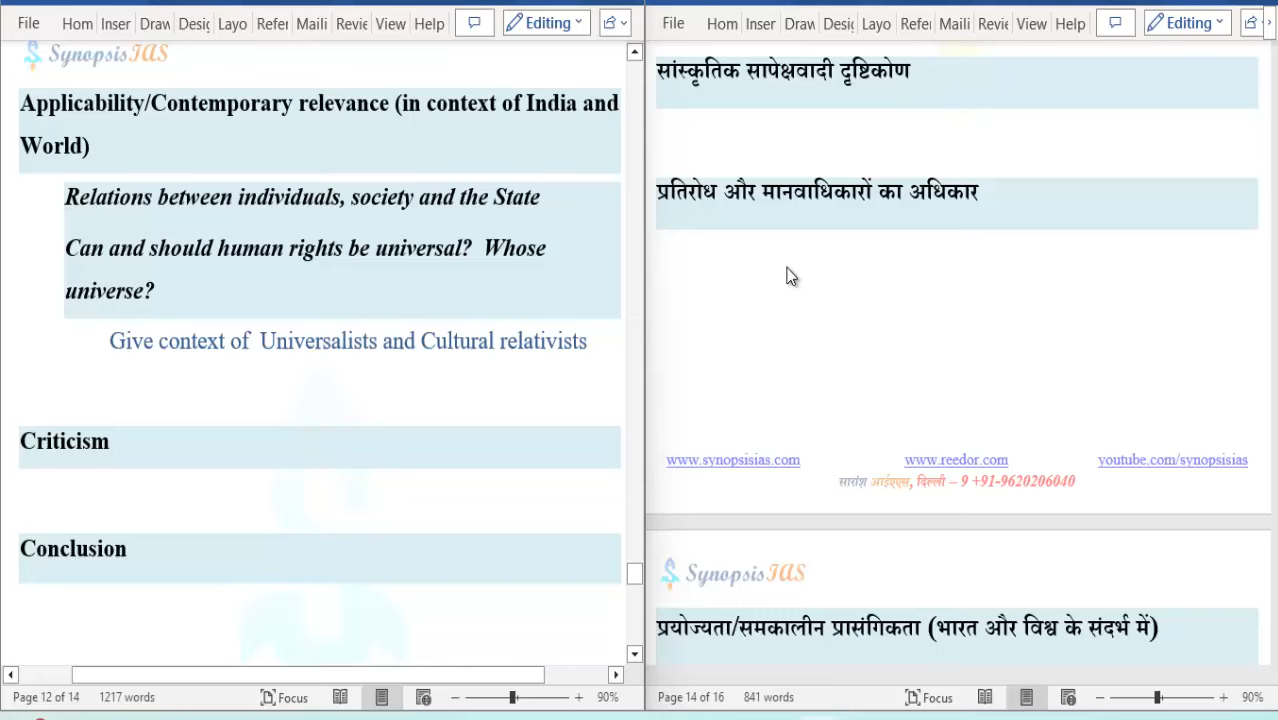 File Hom Inser Draw Desig Layo Refer Maili Revie View Help Editing
SynopsisIAS
Applicability/Contemporary relevance (in context of India and
World)
Relations between individuals, society and the State
Can and should human rights be universal? Whose
universe?
Give context of Universalists and Cultural relativists
Criticism
Conclusion
Page 12 of 14 1217 words Focus 90%
File Hom Inser Draw Desig Layo Refer Maili Revie View Help Editing
सांस्कृतिक सापेक्षवादी दृष्टिकोण
प्रतिरोध और मानवाधिकारों का अधिकार
www.synopsisias.com www.reedor.com youtube.com/synopsisias
सारांश आईएएस, दिल्ली – 9 +91-9620206040
SynopsisIAS
प्रयोज्यता/समकालीन प्रासंगिकता (भारत और विश्व के संदर्भ में)
Page 14 of 16 841 words Focus 90%